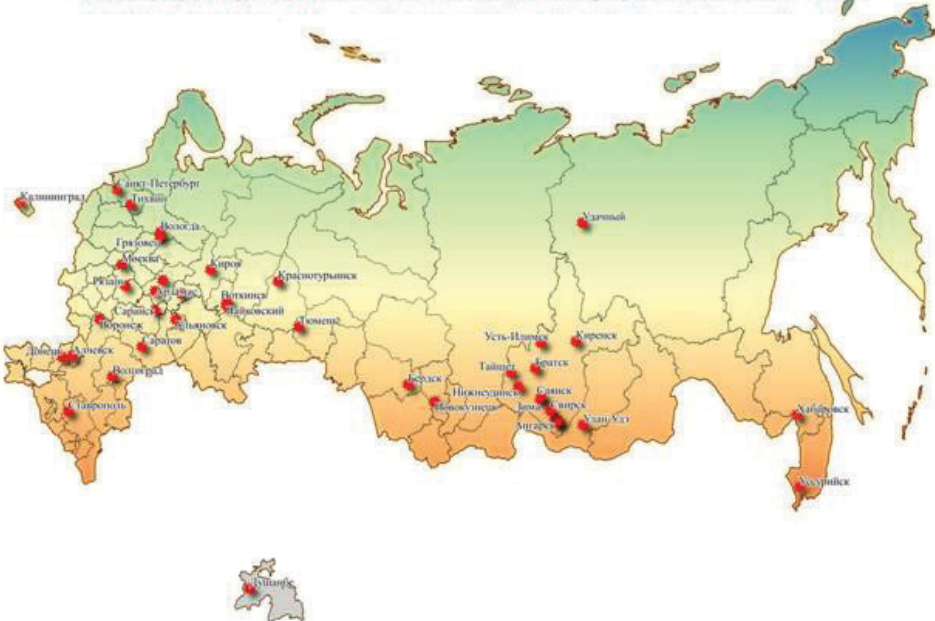 Санкт-Петербург
Калининград
Тихвин
Удачный
Вологда
Грязовец
Москва
Киров
Краснотурьинск
Рязань
Арзамас
Воткинск
Чайковский
Саранск
Ульяновск
Воронеж
Тюмень
Саратов
Усть-Илимск
Киренск
Донецк
Алчевск
Тайшет
Братск
Волгоград
Бердск
Нижнеудинск
Саянск
Новокузнецк
Зима
Свирск
Ставрополь
Хабаровск
Ангарск
Улан-Удэ
Уссурийск
Душанбе